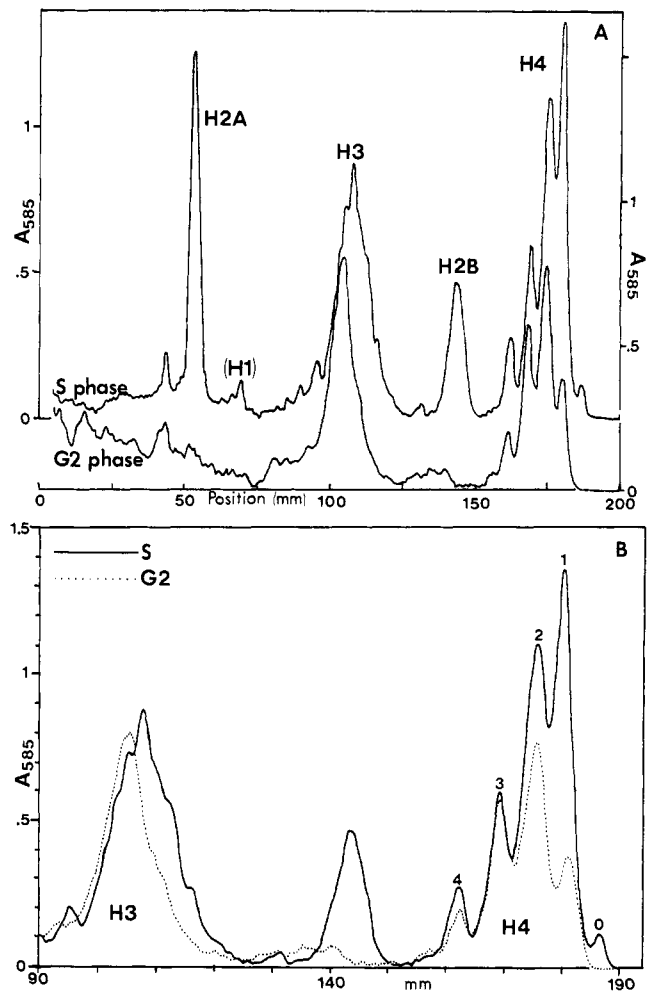 A
H2A
H4
H3
(H1)
H2B
1
.5
0
A585
S phase
G2 phase
1
.5
0
A585
0 50 100 150 200
Position (mm)
B
S
G2
1.5
1
.5
0
A585
H3
H4
4
3
2
1
0
90 140 190
mm